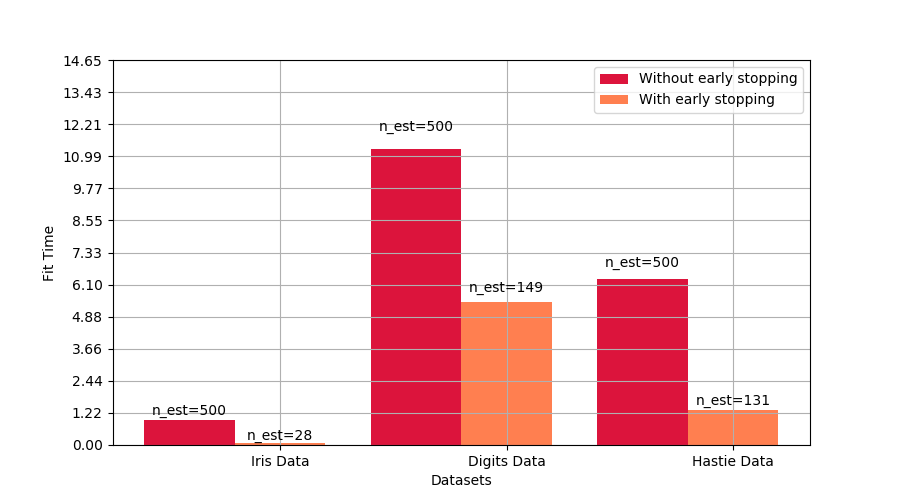 14.65
13.43
12.21
10.99
9.77
8.55
7.33
6.10
4.88
3.66
2.44
1.22
0.00
Fit Time
Without early stopping
With early stopping
n_est=500
n_est=28
n_est=500
n_est=149
n_est=500
n_est=131
Iris Data
Digits Data
Hastie Data
Datasets